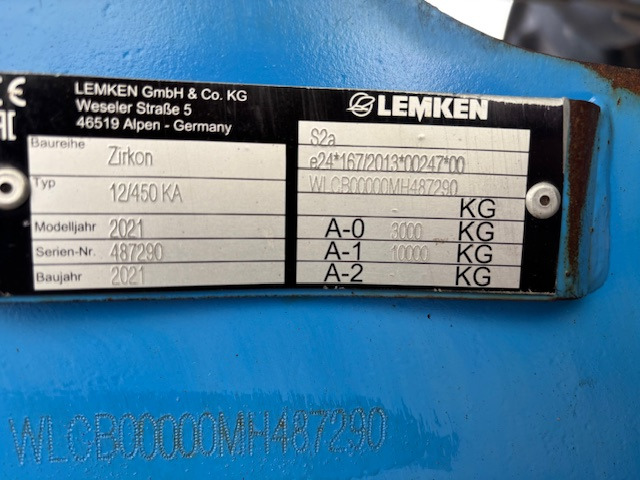 CE
LEMKEN GmbH & Co. KG
Weseler Straße 5
46519 Alpen - Germany
LEMKEN
Baureihe Zirkon
Typ 12/450 KA
Modelljahr 2021
Serien-Nr. 487290
Baujahr 2021
S2a
e24*167/2013*00247*00
WLCB00000MH487290
KG
A-0 3000 KG
A-1 10000 KG
A-2 KG
WLCB00000MH487290